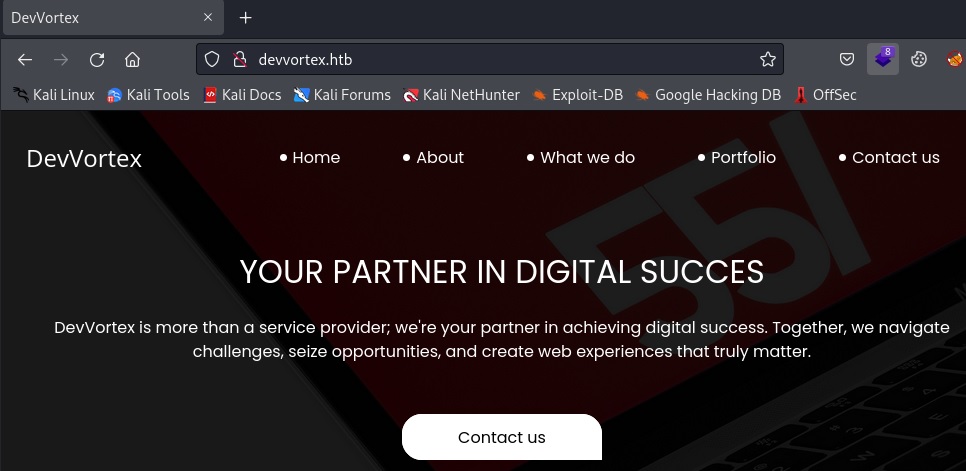 DevVortex
devvortex.htb
8
Kali Linux Kali Tools Kali Docs Kali Forums Kali NetHunter Exploit-DB Google Hacking DB OffSec
DevVortex Home About What we do Portfolio Contact us
55/
YOUR PARTNER IN DIGITAL SUCCES
DevVortex is more than a service provider; we're your partner in achieving digital success. Together, we navigate
challenges, seize opportunities, and create web experiences that truly matter.
Contact us